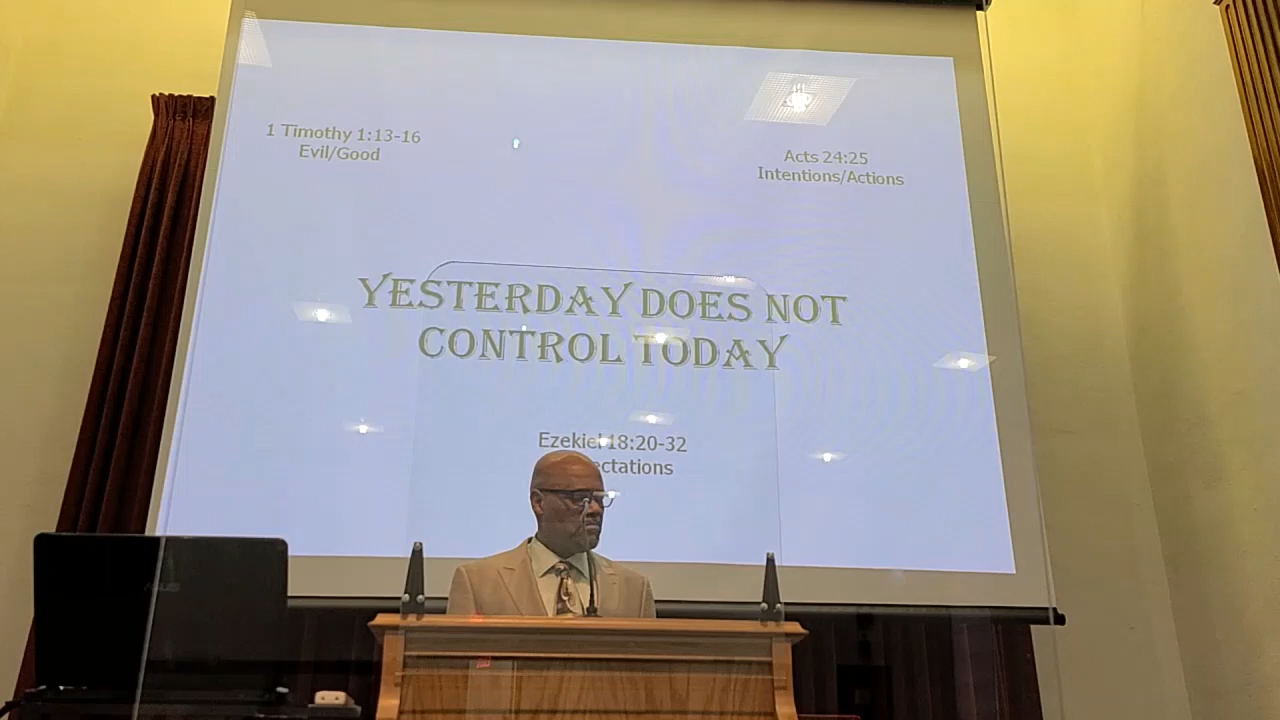 1 Timothy 1:13-16
Evil/Good
Acts 24:25
Intentions/Actions
YESTERDAY DOES NOT
CONTROL TODAY
Ezekiel 18:20-32
ASUS